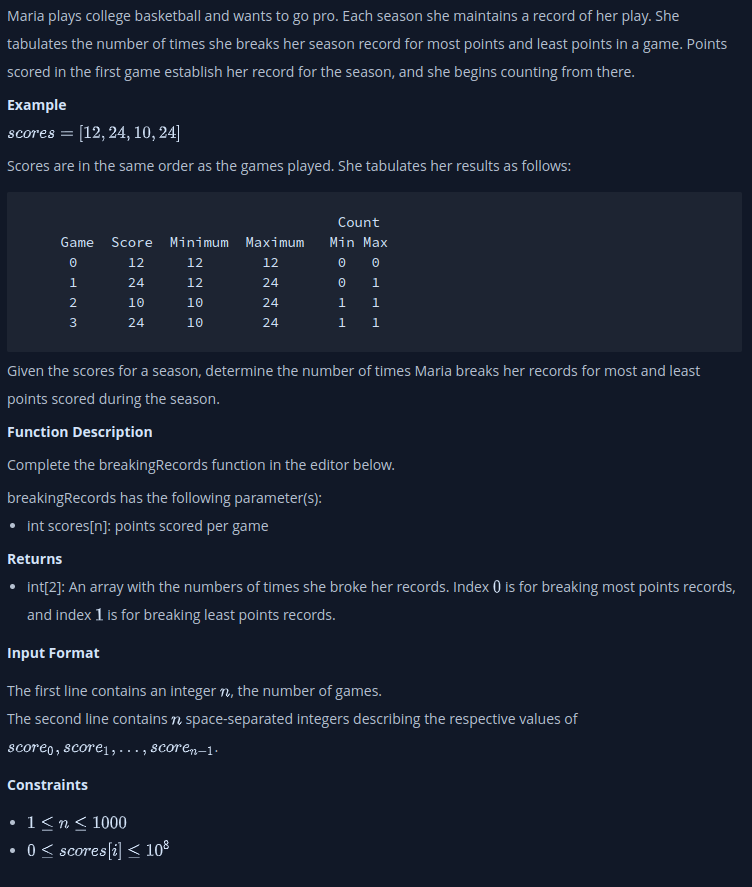 Maria plays college basketball and wants to go pro. Each season she maintains a record of her play. She
tabulates the number of times she breaks her season record for most points and least points in a game. Points
scored in the first game establish her record for the season, and she begins counting from there.
Example
scores = [12, 24, 10, 24]
Scores are in the same order as the games played. She tabulates her results as follows:
Count
Game Score Minimum Maximum Min Max
0 12 12 12 0 0
1 24 12 24 0 1
2 10 10 24 1 1
3 24 10 24 1 1
Given the scores for a season, determine the number of times Maria breaks her records for most and least
points scored during the season.
Function Description
Complete the breakingRecords function in the editor below.
breakingRecords has the following parameter(s):
• int scores[n]: points scored per game
Returns
• int[2]: An array with the numbers of times she broke her records. Index 0 is for breaking most points records,
and index 1 is for breaking least points records.
Input Format
The first line contains an integer n, the number of games.
The second line contains n space-separated integers describing the respective values of
score₀, score₁, . . . , scoreₙ₋₁.
Constraints
• 1 ≤ n ≤ 1000
• 0 ≤ scores[i] ≤ 10⁸